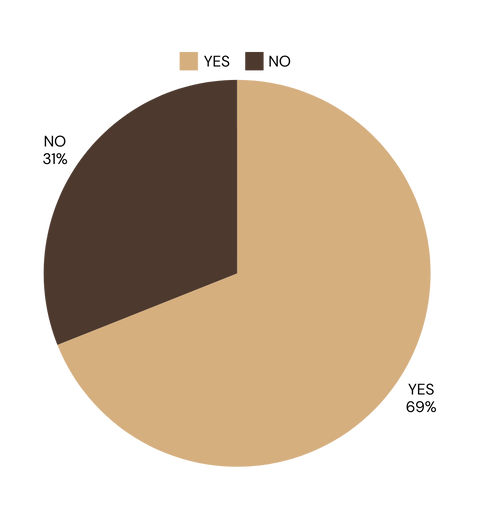 YES NO
NO
31%
YES
69%